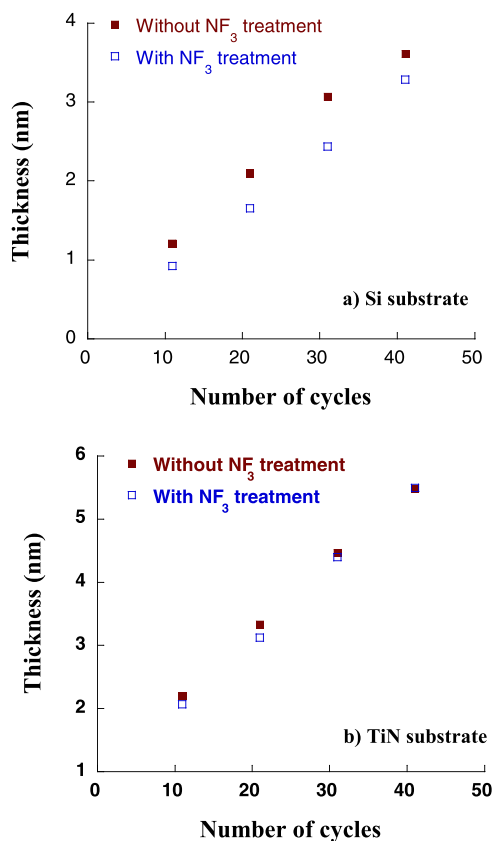 4
Without NF3 treatment
With NF3 treatment
3
Thickness (nm)
2
1
a) Si substrate
0
0 10 20 30 40 50
Number of cycles
6
Without NF3 treatment
With NF3 treatment
5
Thickness (nm)
4
3
2
b) TiN substrate
1
0 10 20 30 40 50
Number of cycles